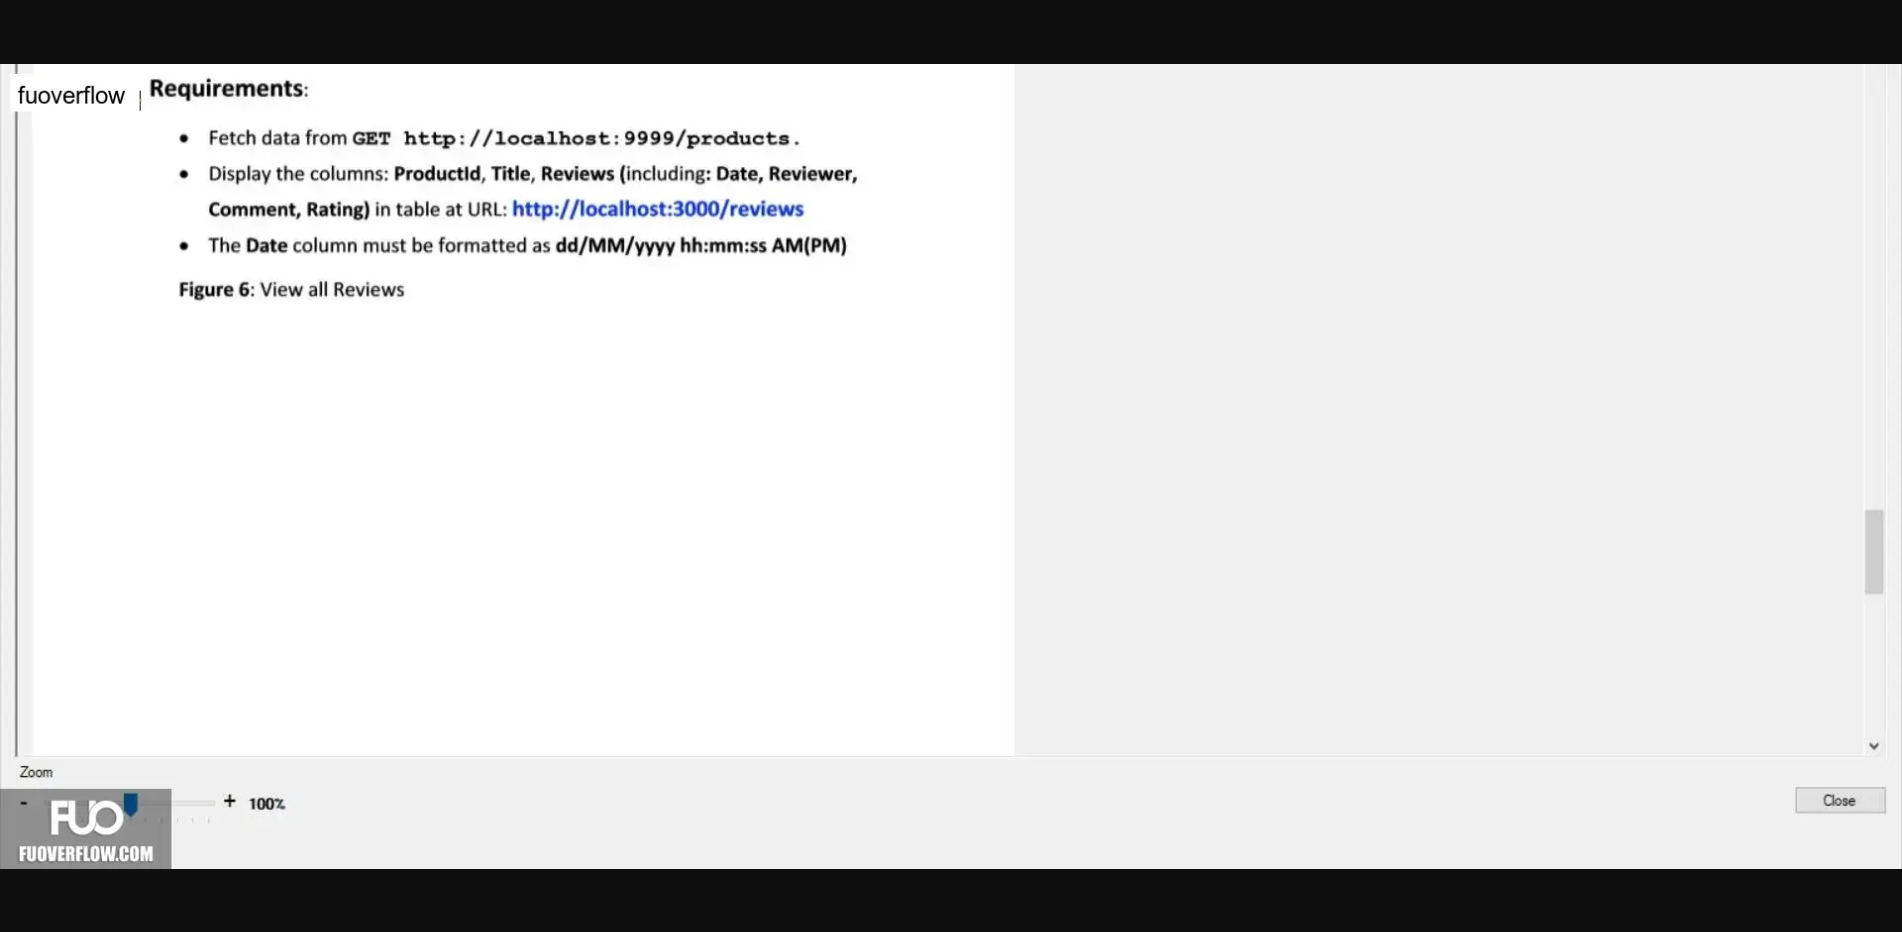 Requirements:
fuoverflow
• Fetch data from GET http://localhost:9999/products.
• Display the columns: ProductId, Title, Reviews (including: Date, Reviewer,
Comment, Rating) in table at URL: http://localhost:3000/reviews
• The Date column must be formatted as dd/MM/yyyy hh:mm:ss AM(PM)
Figure 6: View all Reviews
Zoom
- + 100%
Close
FUO
FUOVERFLOW.COM